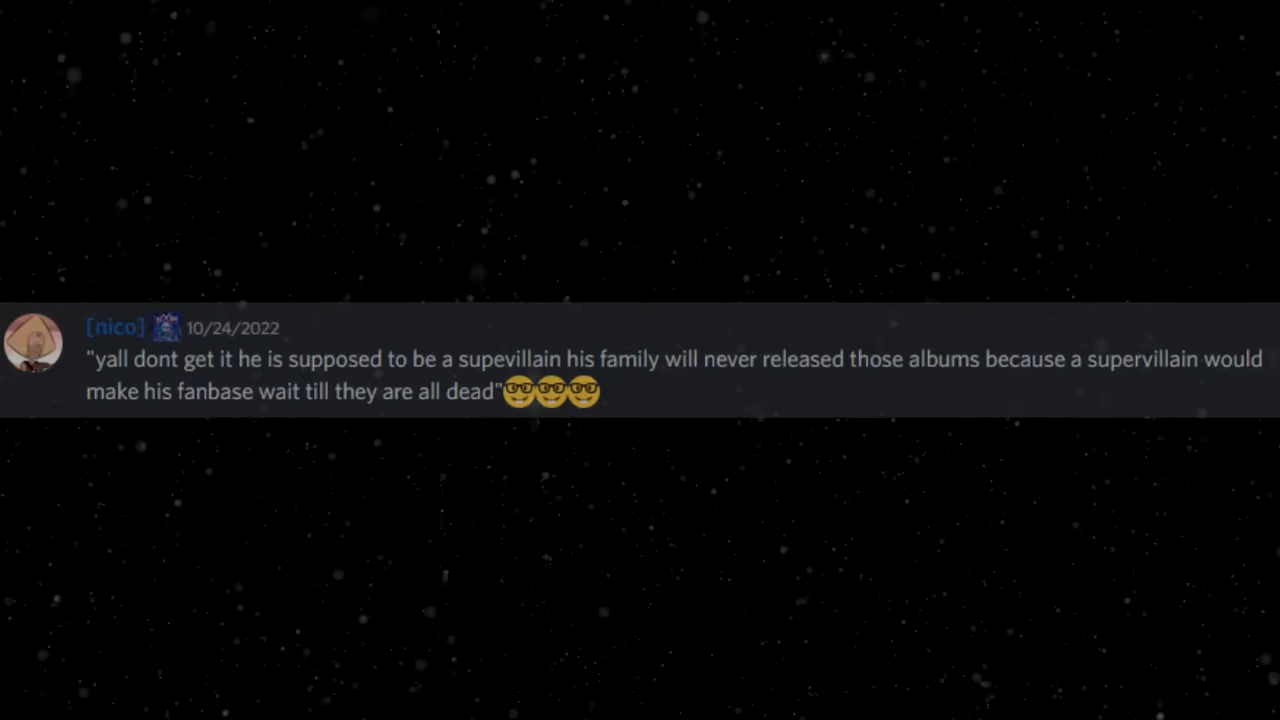 [nico] 10/24/2022
"yall dont get it he is supposed to be a supevillain his family will never released those albums because a supervillain would
make his fanbase wait till they are all dead"🤓🤓🤓